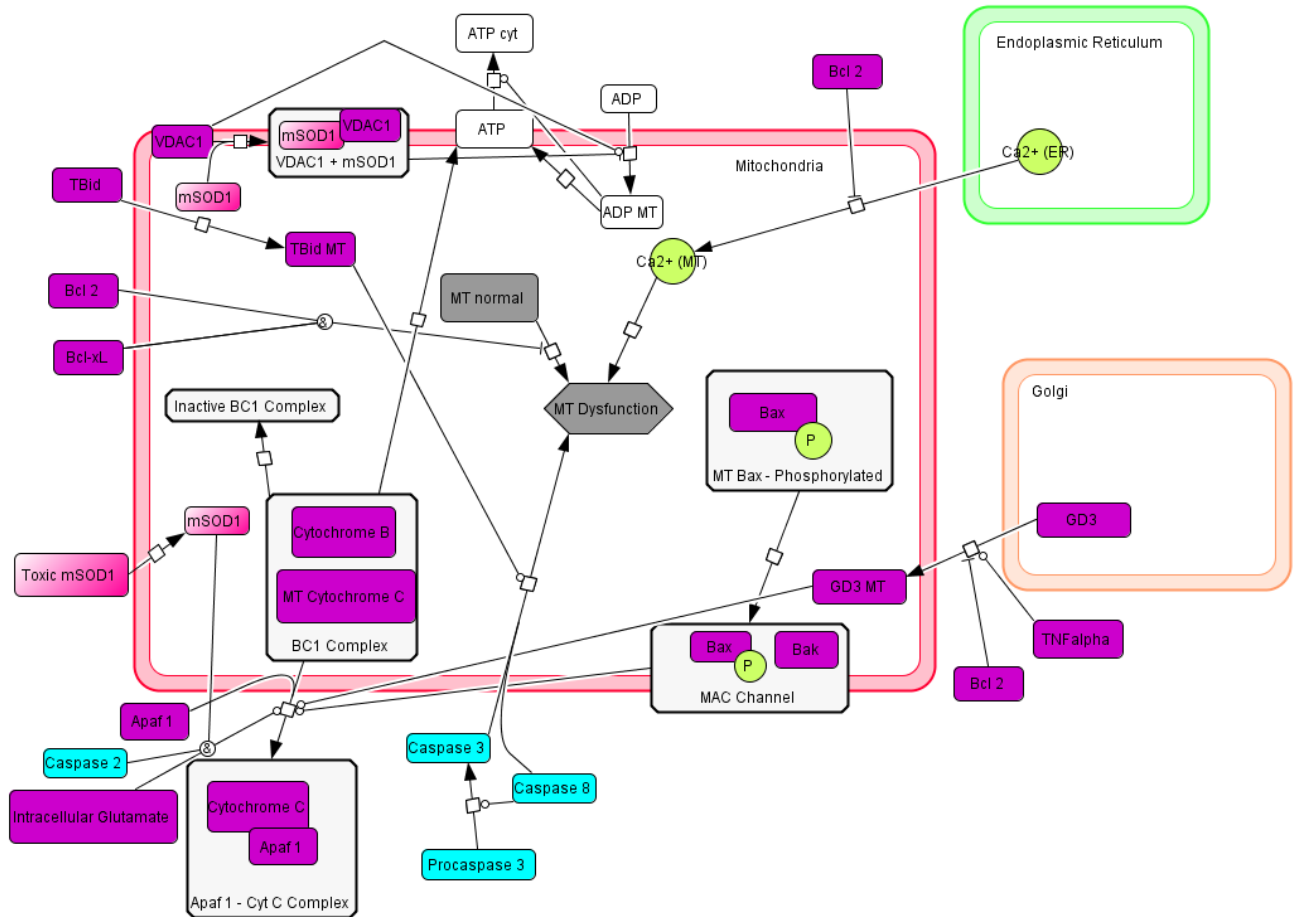 ATP cyt
Endoplasmic Reticulum
Bcl 2
ADP
ATP
mSOD1
VDAC1
VDAC1
VDAC1 + mSOD1
Mitochondria
Ca2+ (ER)
TBid
mSOD1
ADP MT
TBid MT
Ca2+ (MT)
Bcl 2
MT normal
&
Bcl-xL
Inactive BC1 Complex
MT Dysfunction
Bax
P
MT Bax - Phosphorylated
Golgi
mSOD1
Cytochrome B
GD3
Toxic mSOD1
MT Cytochrome C
GD3 MT
BC1 Complex
Bax
Bak
P
MAC Channel
TNFalpha
Bcl 2
Apaf 1
&
Caspase 3
Caspase 2
Caspase 8
Intracellular Glutamate
Cytochrome C
Apaf 1
Procaspase 3
Apaf 1 - Cyt C Complex